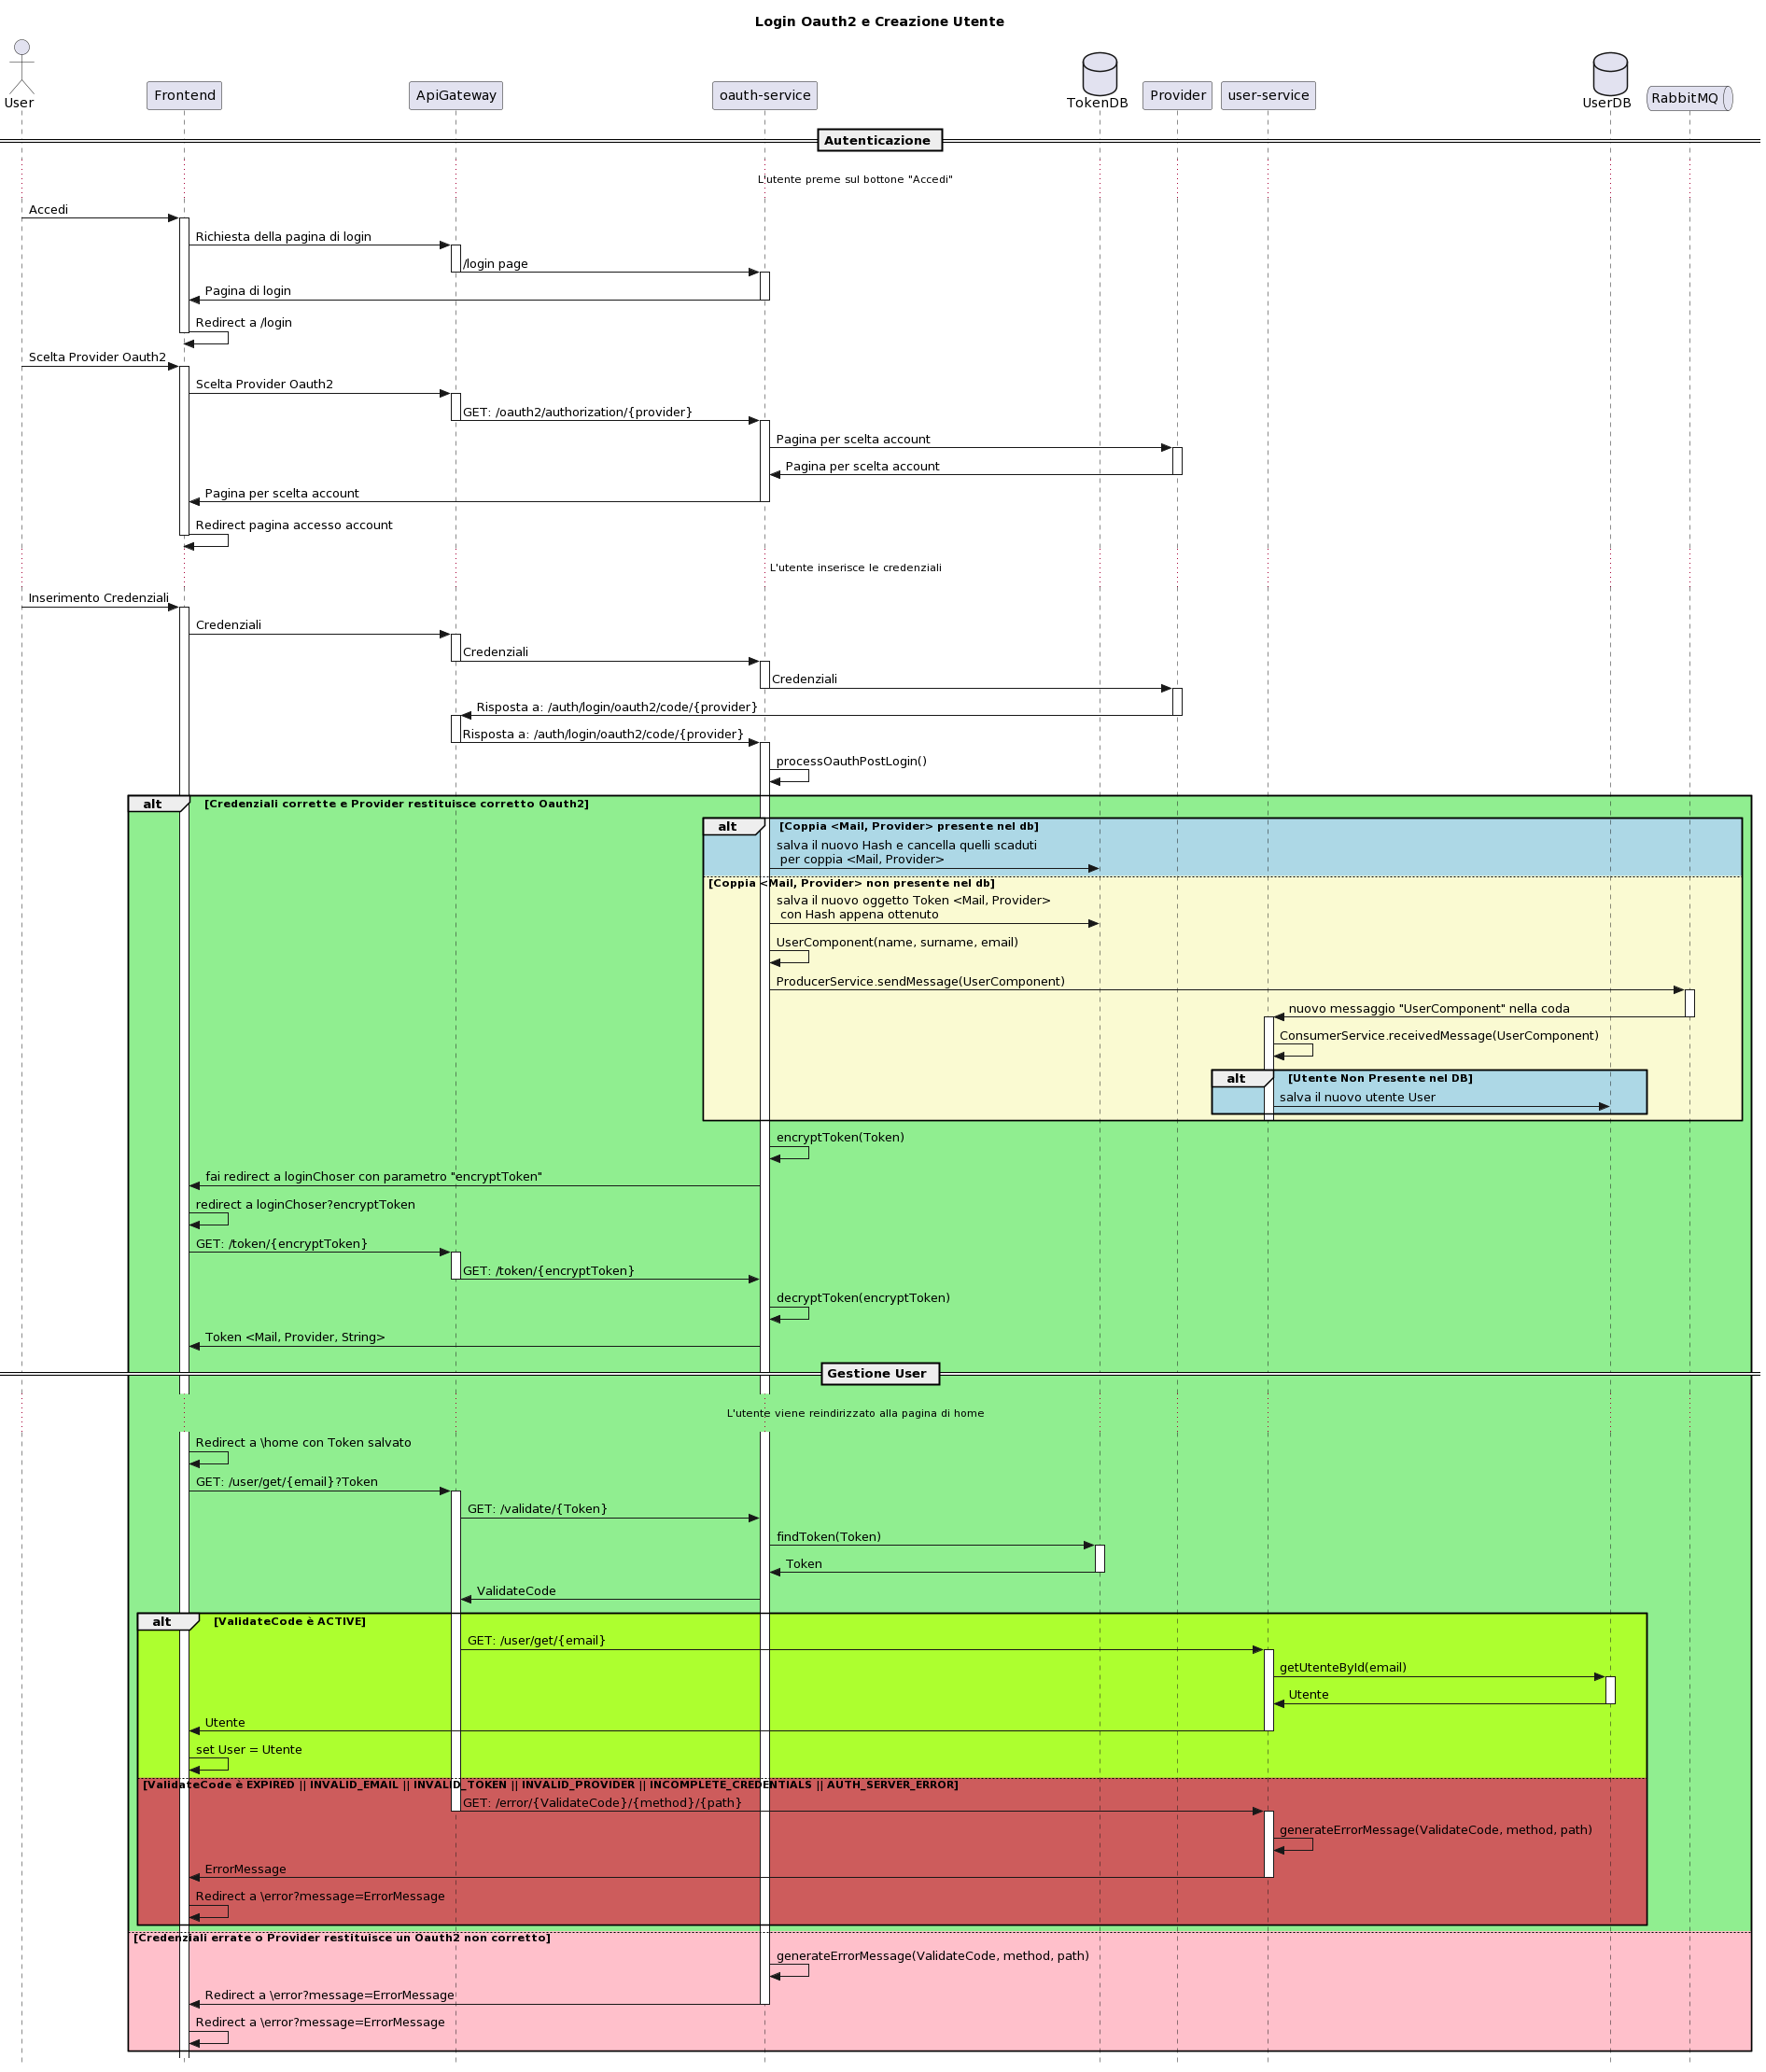 Login Oauth2 e Creazione Utente
User
Frontend
ApiGateway
oauth-service
TokenDB
Provider
user-service
UserDB
RabbitMQ
Autenticazione
L'utente preme sul bottone "Accedi"
Accedi
Richiesta della pagina di login
/login page
Pagina di login
Redirect a /login
Scelta Provider Oauth2
Scelta Provider Oauth2
GET: /oauth2/authorization/{provider}
Pagina per scelta account
Pagina per scelta account
Pagina per scelta account
Redirect pagina accesso account
L'utente inserisce le credenziali
Inserimento Credenziali
Credenziali
Credenziali
Credenziali
Risposta a: /auth/login/oauth2/code/{provider}
Risposta a: /auth/login/oauth2/code/{provider}
processOauthPostLogin()
alt [Credenziali corrette e Provider restituisce corretto Oauth2]
alt [Coppia <Mail, Provider> presente nel db]
salva il nuovo Hash e cancella quelli scaduti
per coppia <Mail, Provider>
[Coppia <Mail, Provider> non presente nel db]
salva il nuovo oggetto Token <Mail, Provider>
con Hash appena ottenuto
UserComponent(name, surname, email)
ProducerService.sendMessage(UserComponent)
nuovo messaggio "UserComponent" nella coda
ConsumerService.receivedMessage(UserComponent)
alt [Utente Non Presente nel DB]
salva il nuovo utente User
encryptToken(Token)
fai redirect a loginChoser con parametro "encryptToken"
redirect a loginChoser?encryptToken
GET: /token/{encryptToken}
GET: /token/{encryptToken}
decryptToken(encryptToken)
Token <Mail, Provider, String>
Gestione User
L'utente viene reindirizzato alla pagina di home
Redirect a \home con Token salvato
GET: /user/get/{email}?Token
GET: /validate/{Token}
findToken(Token)
Token
ValidateCode
alt [ValidateCode è ACTIVE]
GET: /user/get/{email}
getUtenteById(email)
Utente
Utente
set User = Utente
[ValidateCode è EXPIRED || INVALID_EMAIL || INVALID_TOKEN || INVALID_PROVIDER || INCOMPLETE_CREDENTIALS || AUTH_SERVER_ERROR]
GET: /error/{ValidateCode}/{method}/{path}
generateErrorMessage(ValidateCode, method, path)
ErrorMessage
Redirect a \error?message=ErrorMessage
[Credenziali errate o Provider restituisce un Oauth2 non corretto]
generateErrorMessage(ValidateCode, method, path)
Redirect a \error?message=ErrorMessage
Redirect a \error?message=ErrorMessage